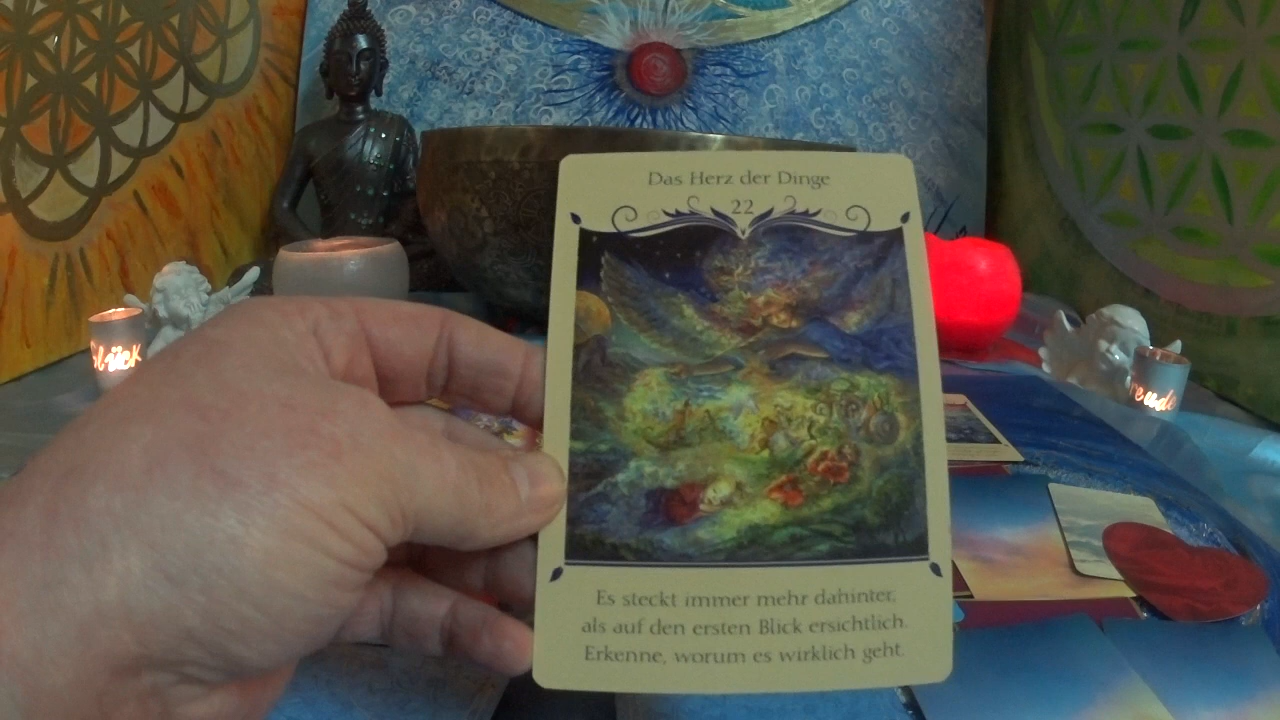 Das Herz der Dinge
22
Es steckt immer mehr dahinter,
als auf den ersten Blick ersichtlich.
Erkenne, worum es wirklich geht.
Glück
reude